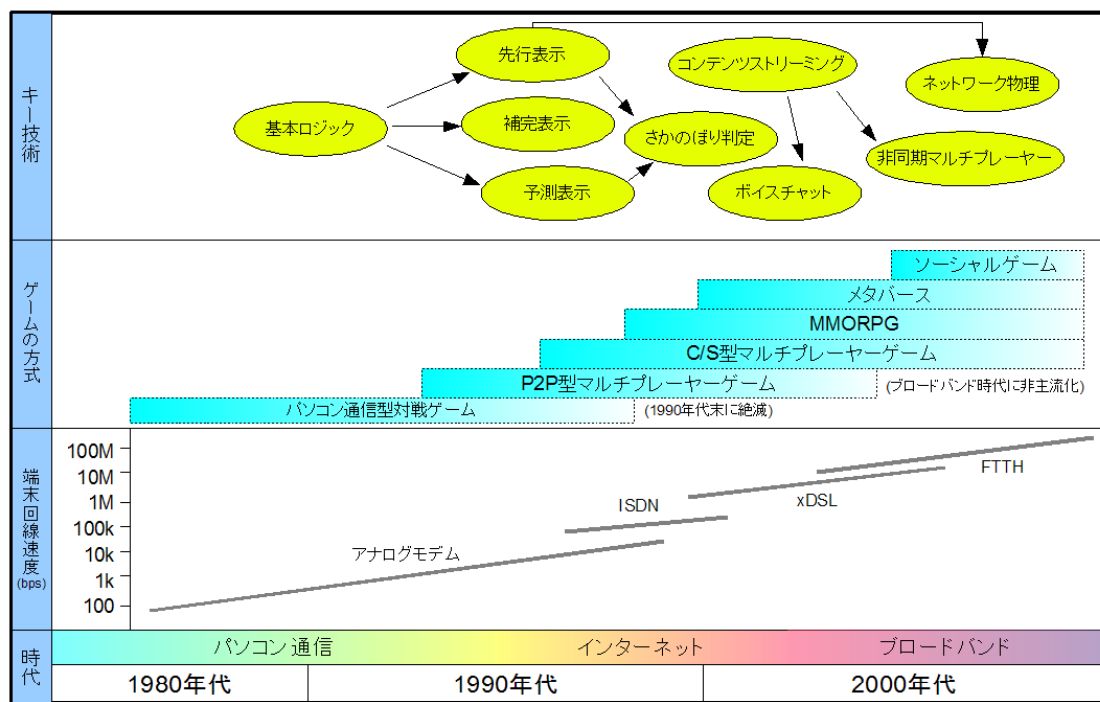 キー技術
先行表示
コンテンツストリーミング
ネットワーク物理
基本ロジック
補完表示
さかのぼり判定
非同期マルチプレーヤー
予測表示
ボイスチャット
ゲームの方式
ソーシャルゲーム
メタバース
MMORPG
C/S型マルチプレーヤーゲーム
P2P型マルチプレーヤーゲーム
(ブロードバンド時代に非主流化)
パソコン通信型対戦ゲーム
(1990年代末に絶滅)
端末回線速度
(bps)
100M
10M
1M
100k
10k
1k
100
FTTH
xDSL
ISDN
アナログモデム
時代
パソコン通信
インターネット
ブロードバンド
1980年代
1990年代
2000年代